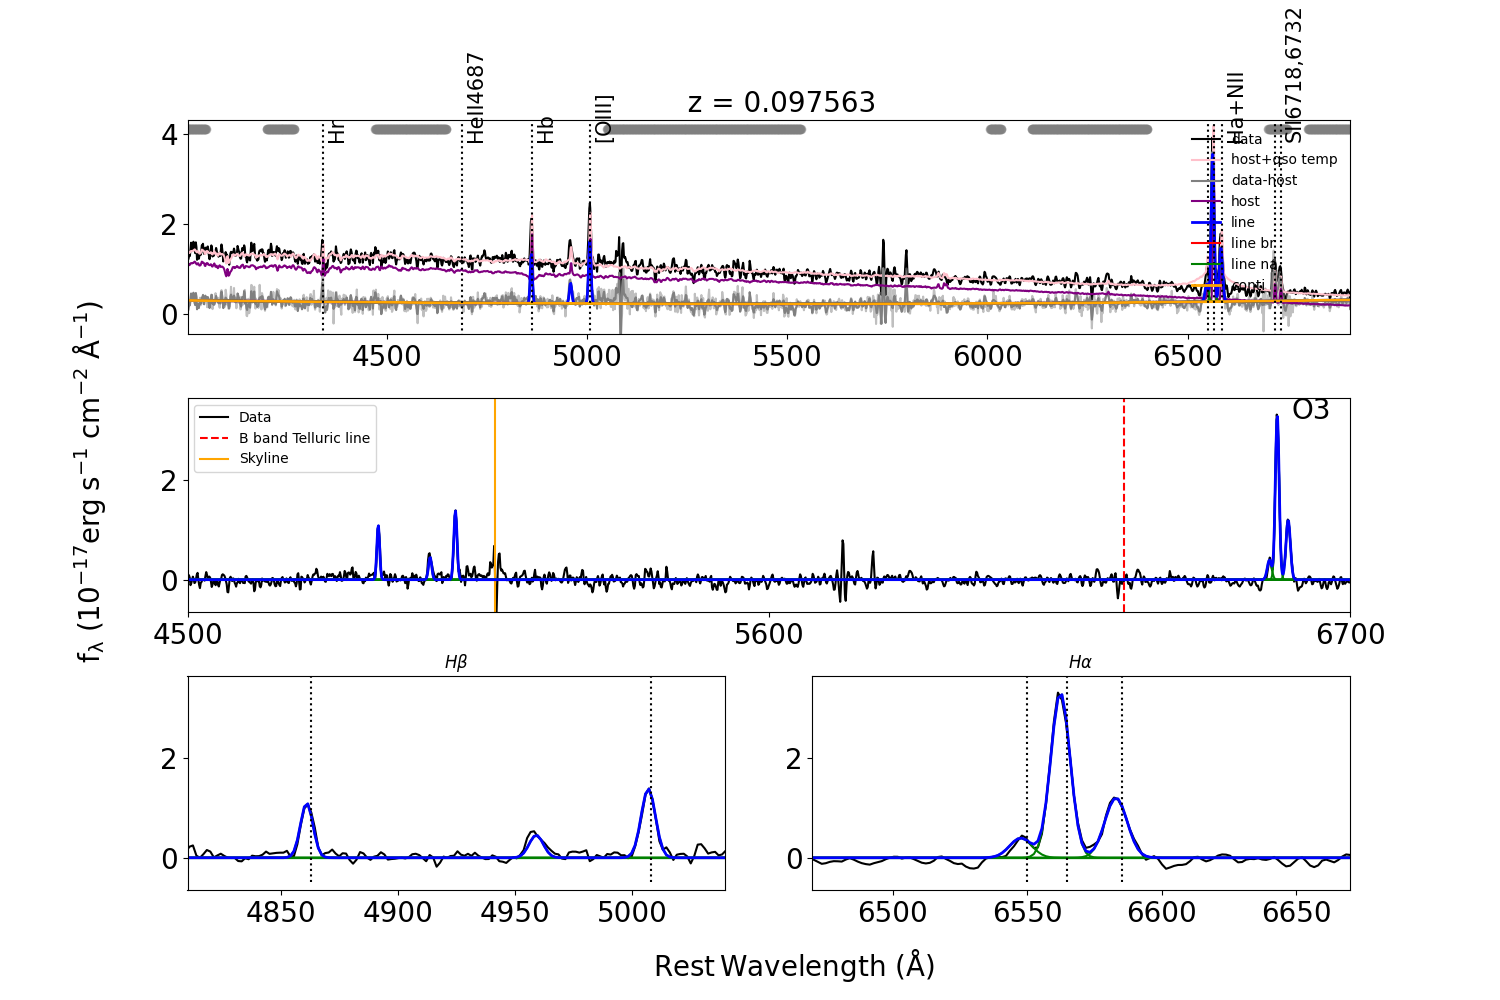 z = 0.097563
Hr
HeII4687
Hb
[OIII]
Ha+NII
SII6718,6732
data
host+qso temp
data-host
host
line
line br
line na
conti
4
2
0
4500
5000
5500
6000
6500
Data
B band Telluric line
Skyline
O3
2
0
4500
5600
6700
fλ (10⁻¹⁷erg s⁻¹ cm⁻² Å⁻¹)
Hβ
2
0
4850
4900
4950
5000
Hα
2
0
6500
6550
6600
6650
Rest Wavelength (Å)